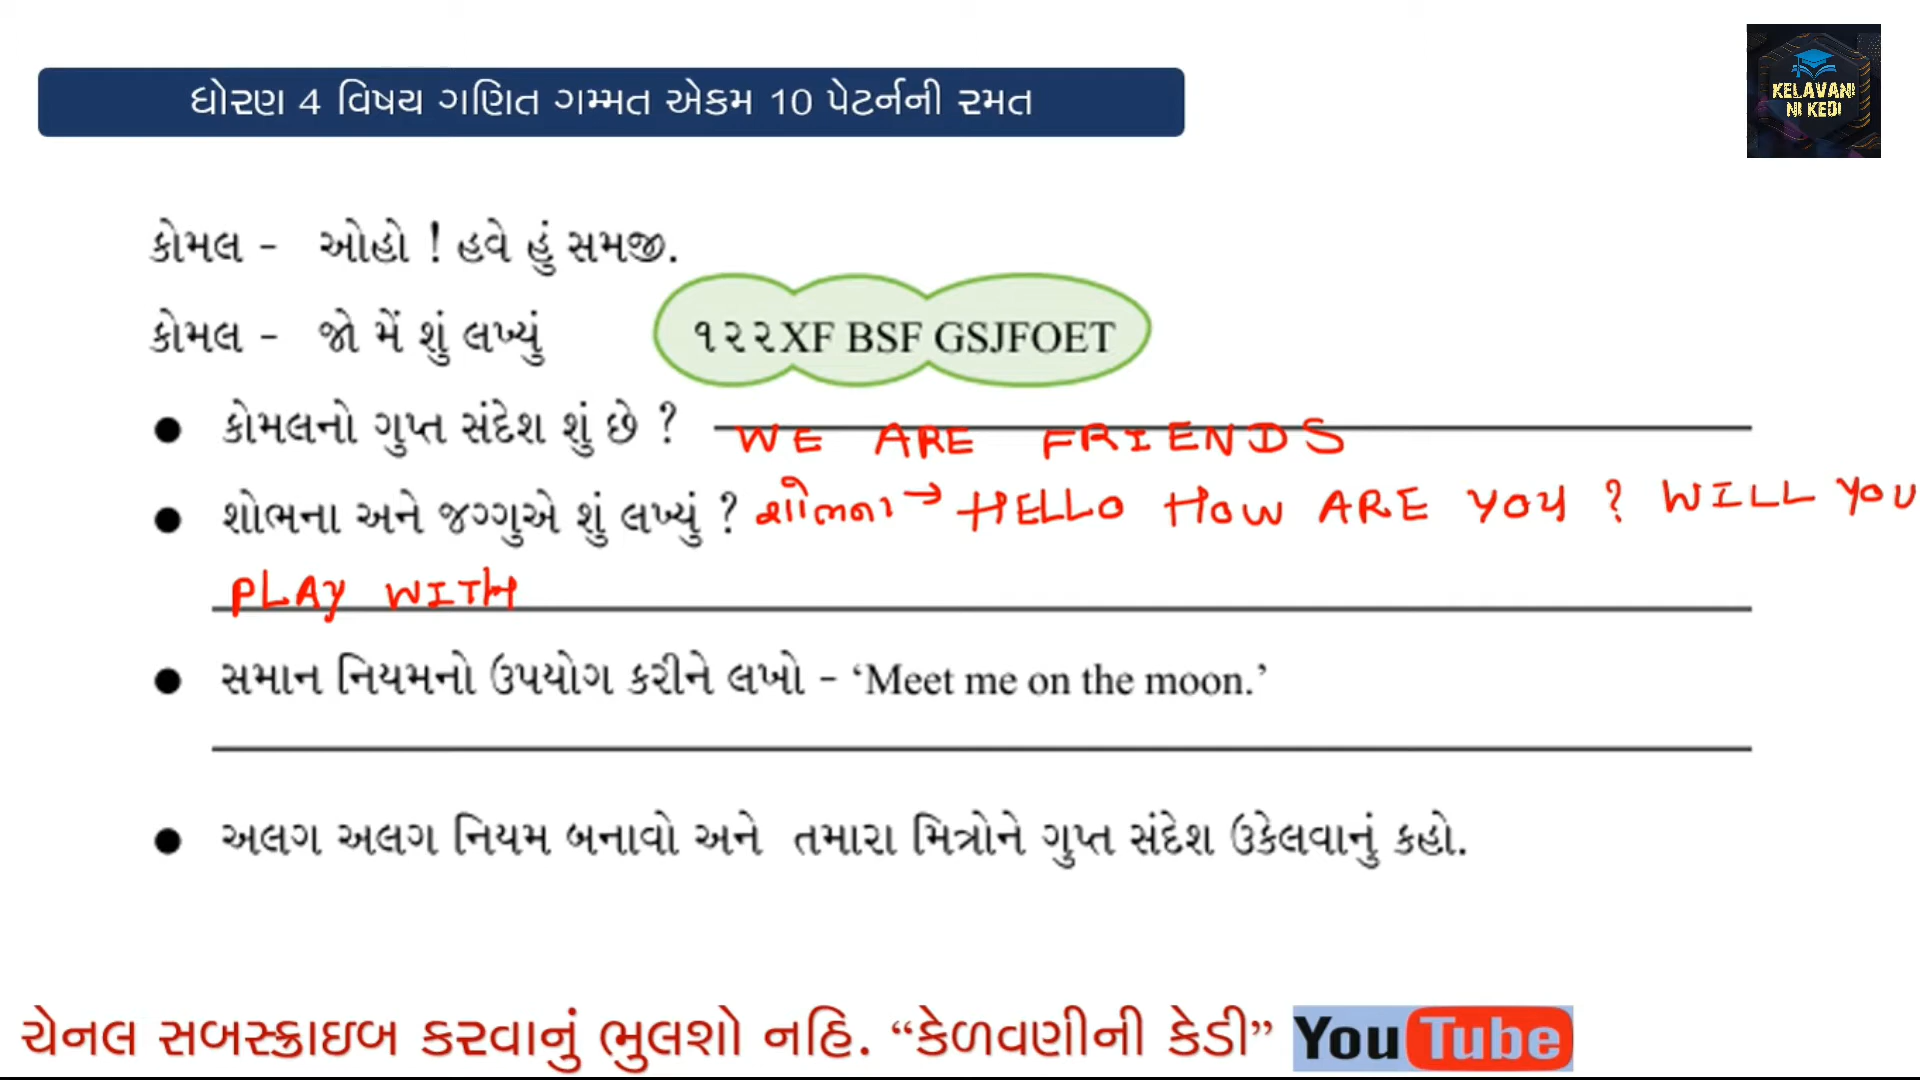 KELAVANI
NI KEDI
ધોરણ 4 વિષય ગણિત ગમ્મત એકમ 10 પેટર્નની રમત
કોમલ - ઓહો ! હવે હું સમજી.
કોમલ - જો મેં શું લખ્યું ૧૨૨XF BSF GSJFOET
● કોમલનો ગુપ્ત સંદેશ શું છે ? WE ARE FRIENDS
● શોભના અને જગ્ગુએ શું લખ્યું ? શોભના → HELLO HOW ARE YOU ? WILL YOU
PLAY WITH
● સમાન નિયમનો ઉપયોગ કરીને લખો - ‘Meet me on the moon.’
● અલગ અલગ નિયમ બનાવો અને તમારા મિત્રોને ગુપ્ત સંદેશ ઉકેલવાનું કહો.
ચેનલ સબસ્ક્રાઇબ કરવાનું ભુલશો નહિ. “કેળવણીની કેડી” YouTube